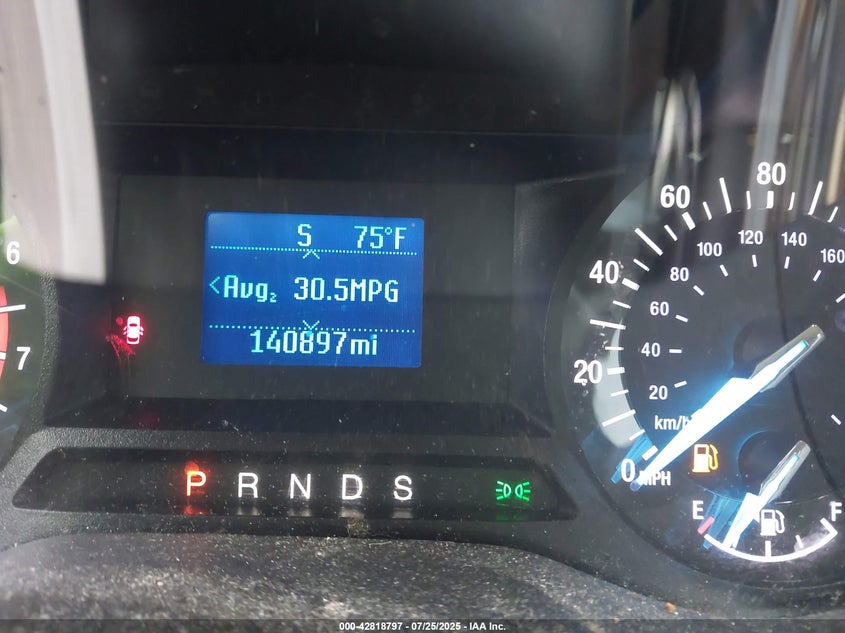 S 75°F
<Avg₂ 30.5MPG
140897mi
P R N D S
6
7
0 20 40 60 80
MPH
20 40 60 80 100 120 140 160
km/h
E F
000-42818797 - 07/25/2025 - IAA Inc.